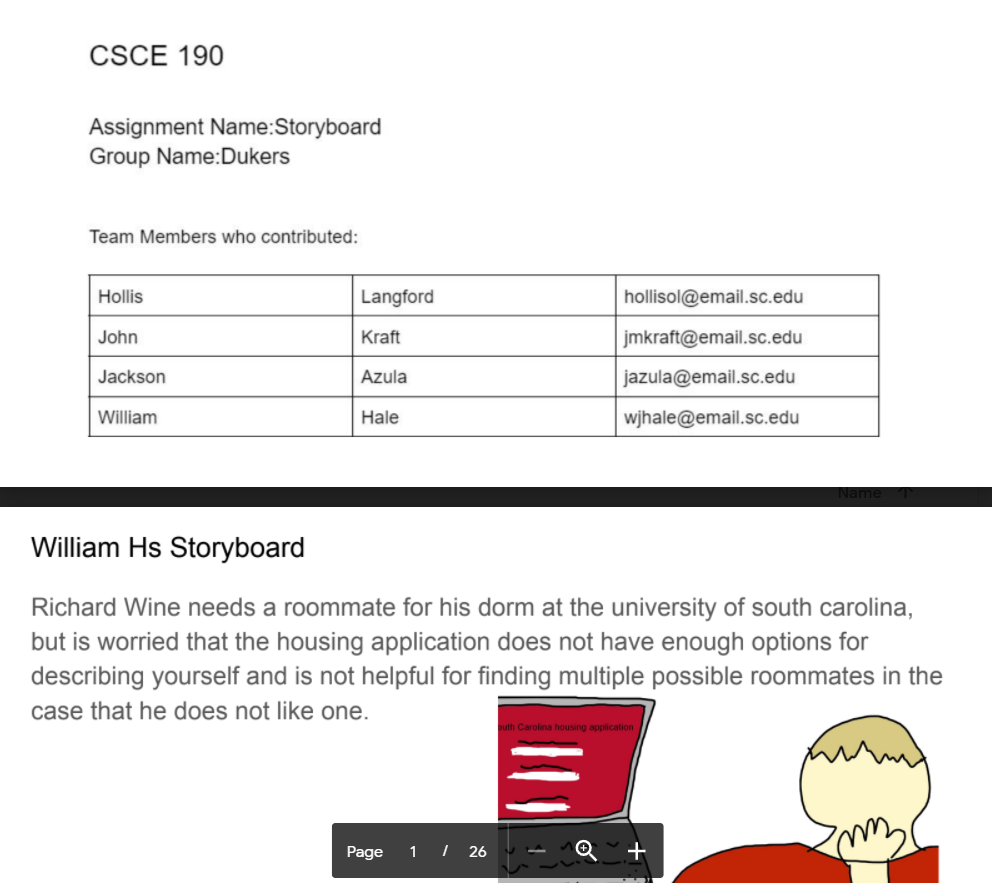 CSCE 190
Assignment Name:Storyboard
Group Name:Dukers
Team Members who contributed:
Hollis Langford hollisol@email.sc.edu
John Kraft jmkraft@email.sc.edu
Jackson Azula jazula@email.sc.edu
William Hale wjhale@email.sc.edu
Name
William Hs Storyboard
Richard Wine needs a roommate for his dorm at the university of south carolina,
but is worried that the housing application does not have enough options for
describing yourself and is not helpful for finding multiple possible roommates in the
case that he does not like one.
outh Carolina housing application
Page 1 / 26